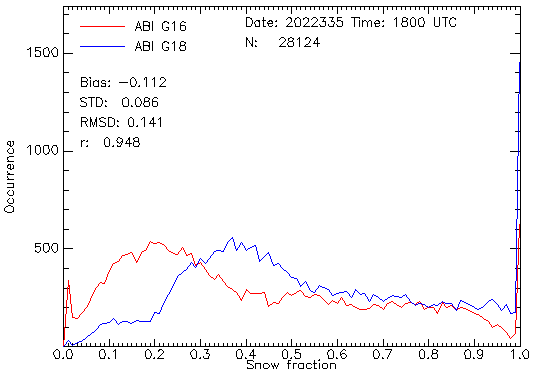 ABI G16
ABI G18
Date: 2022335 Time: 1800 UTC
N: 28124
Bias: −0.112
STD: 0.086
RMSD: 0.141
r: 0.948
1500
1000
500
Occurrence
0.0 0.1 0.2 0.3 0.4 0.5 0.6 0.7 0.8 0.9 1.0
Snow fraction